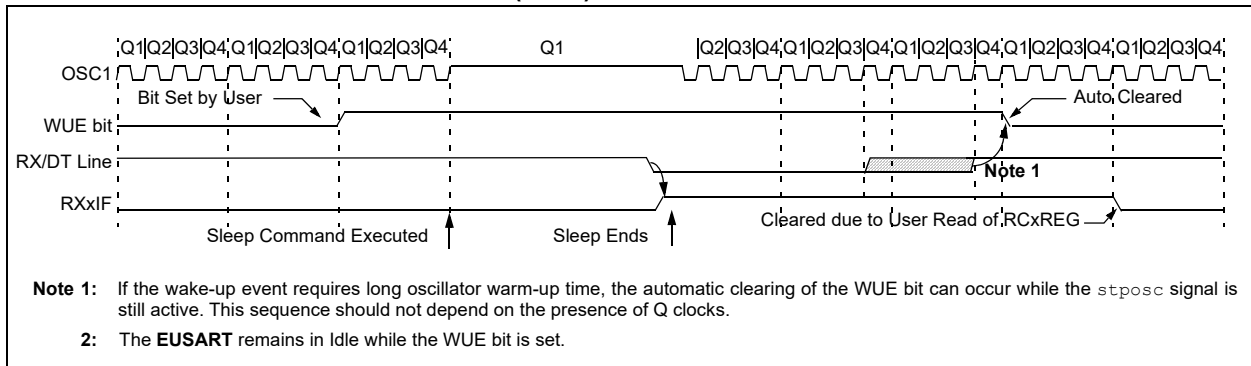 Q1 Q2 Q3 Q4 Q1 Q2 Q3 Q4 Q1 Q2 Q3 Q4 Q1 Q2 Q3 Q4 Q1 Q2 Q3 Q4 Q1 Q2 Q3 Q4 Q1 Q2 Q3 Q4 Q1 Q2 Q3 Q4
OSC1
Bit Set by User Auto Cleared
WUE bit
RX/DT Line
Note 1
RXxIF
Cleared due to User Read of RCxREG
Sleep Command Executed Sleep Ends
Note 1: If the wake-up event requires long oscillator warm-up time, the automatic clearing of the WUE bit can occur while the stposc signal is
still active. This sequence should not depend on the presence of Q clocks.
2: The EUSART remains in Idle while the WUE bit is set.